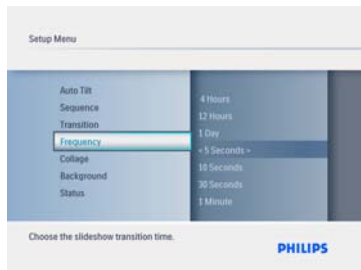 Setup Menu
Auto Tilt
Sequence
Transition
Frequency
Collage
Background
Status
4 Hours
12 Hours
1 Day
< 5 Seconds >
10 Seconds
30 Seconds
1 Minute
Choose the slideshow transition time.
PHILIPS